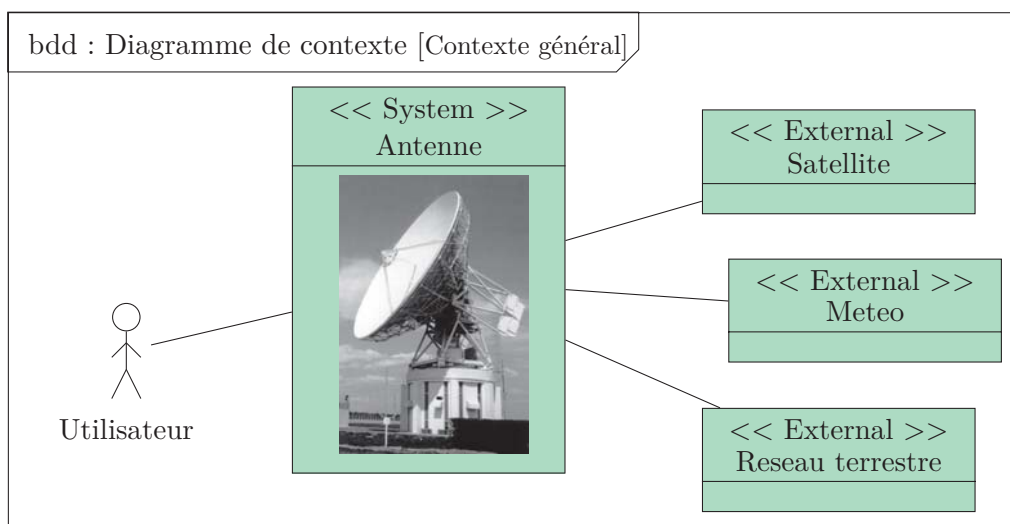 bdd : Diagramme de contexte [Contexte général]
<< System >>
Antenne
<< External >>
Satellite
<< External >>
Meteo
<< External >>
Reseau terrestre
Utilisateur